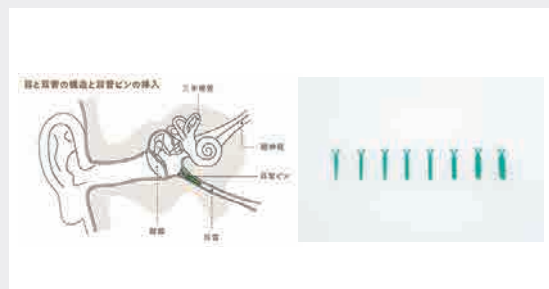 耳と耳管の構造と耳管ピンの挿入
三半規管
聴神経
耳管ピン
鼓膜
耳管